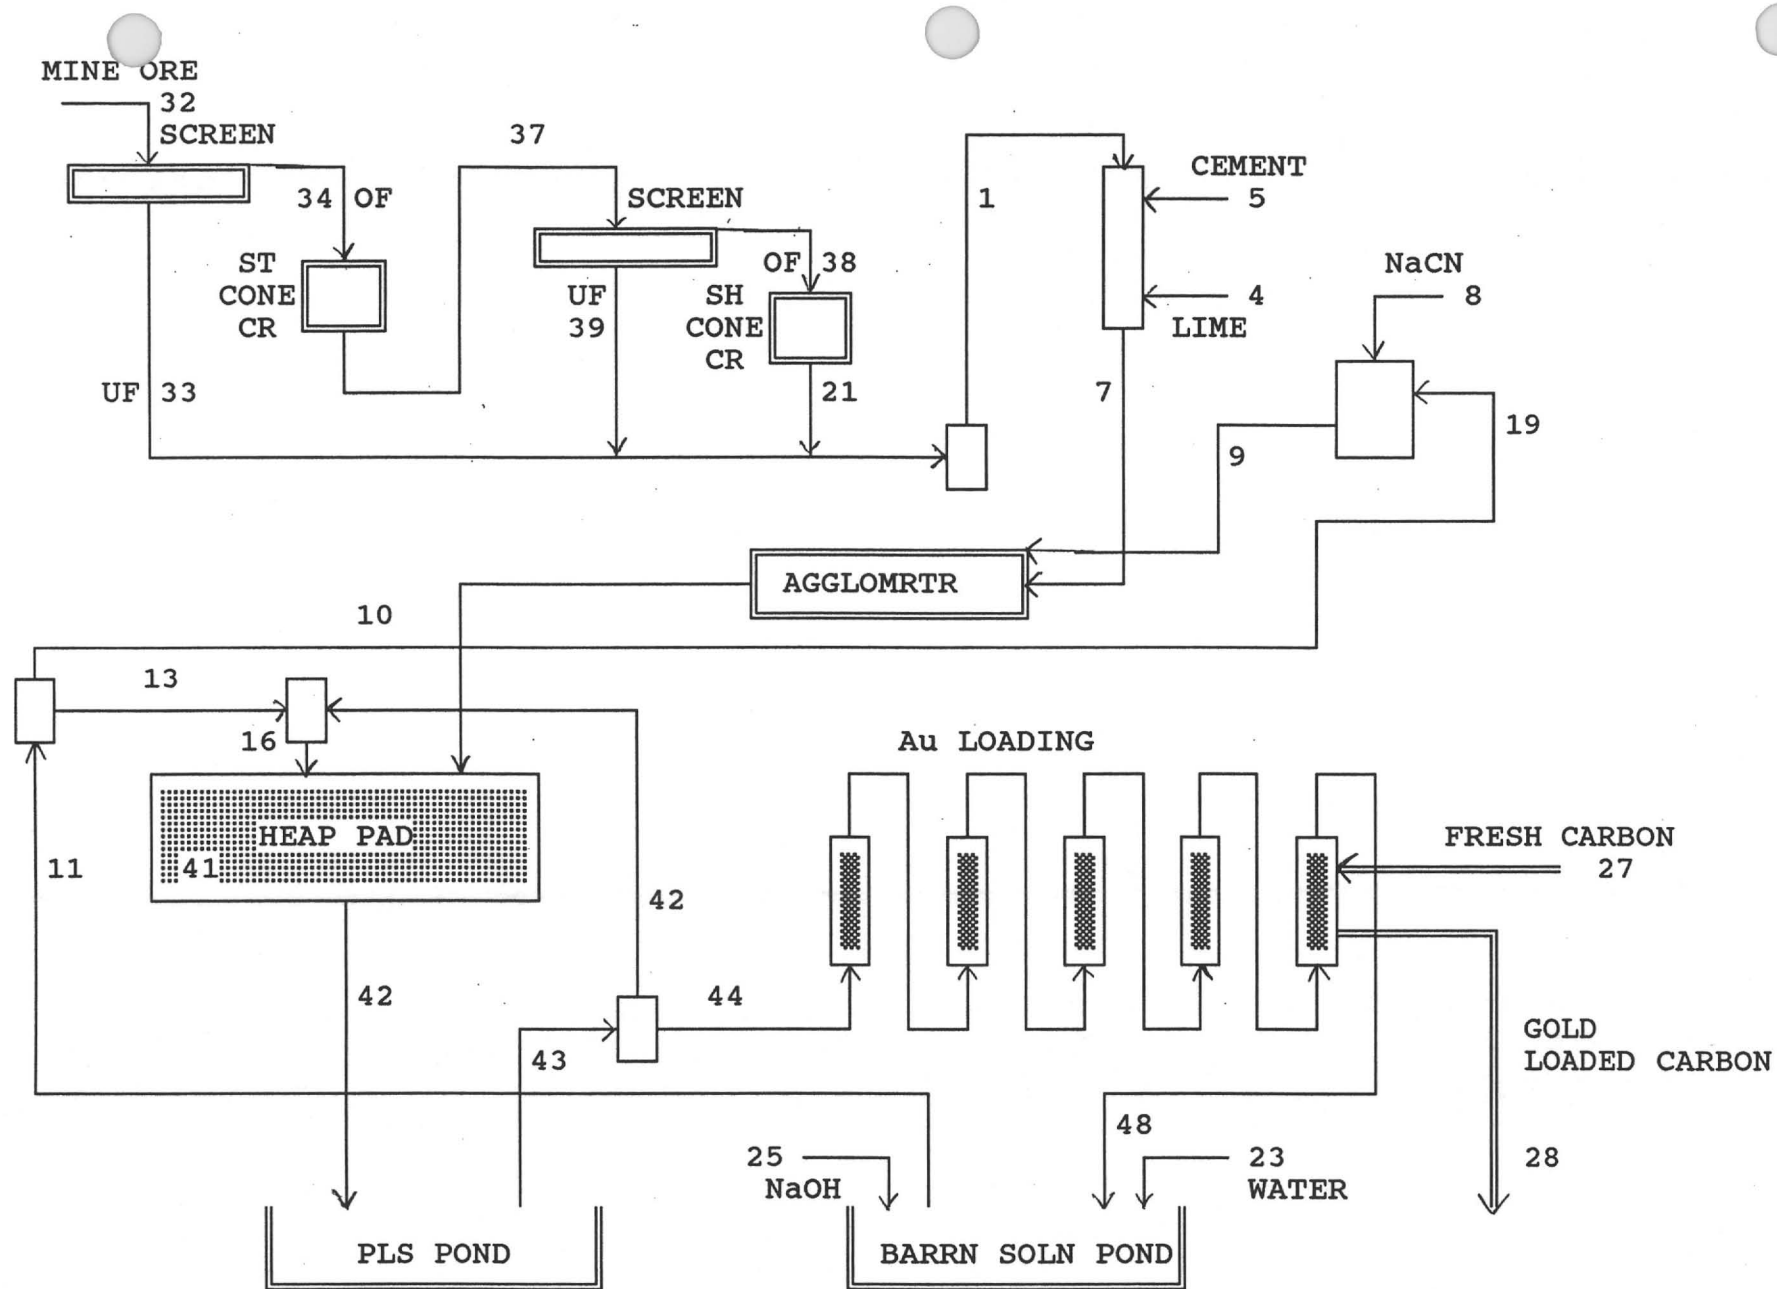 MINE ORE
32
SCREEN
37
34 OF
SCREEN
1
CEMENT
5
ST
CONE
CR
OF 38
UF
39
SH
CONE
CR
4
LIME
NaCN
8
UF 33
21
7
19
9
AGGLOMRTR
10
13
16
Au LOADING
HEAP PAD
41
11
42
FRESH CARBON
27
42
44
43
GOLD
LOADED CARBON
48
25
NaOH
23
WATER
28
PLS POND
BARRN SOLN POND